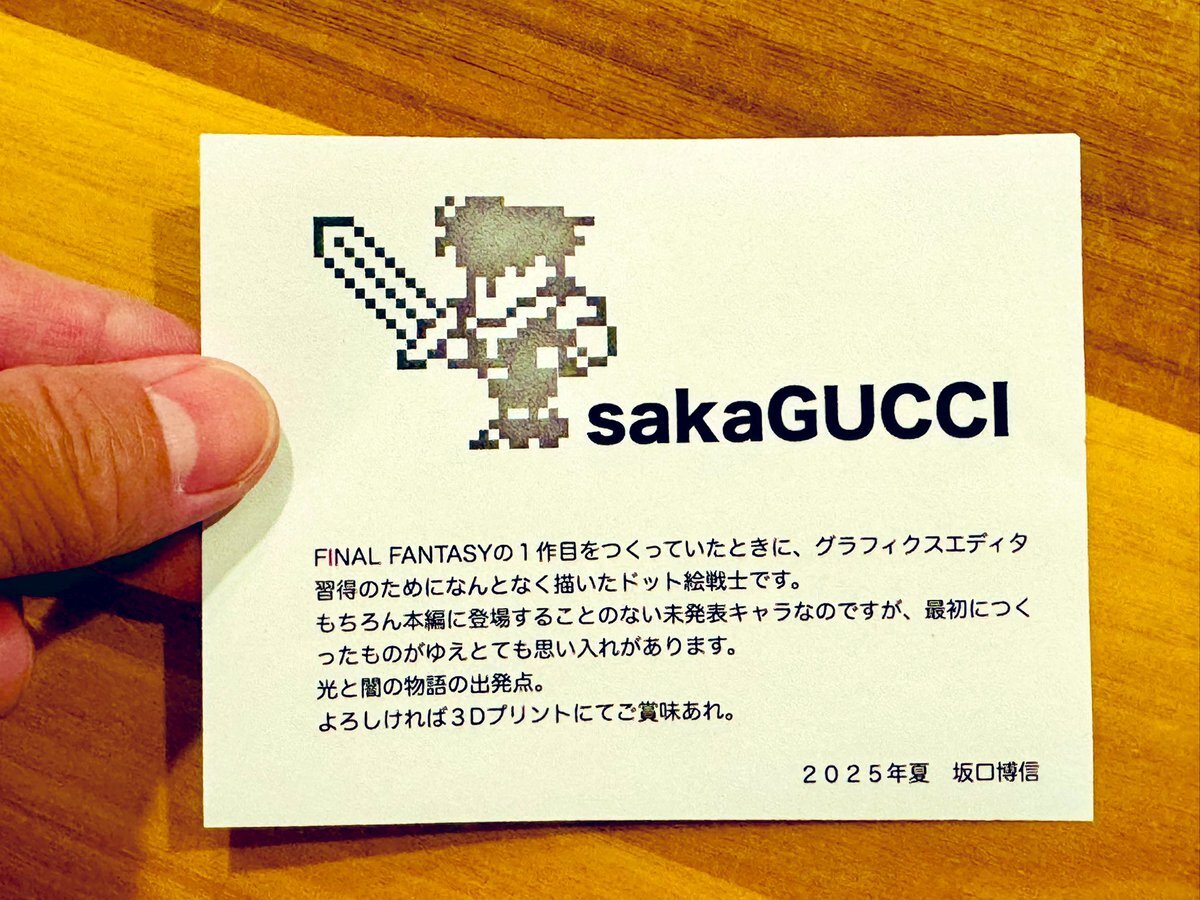 sakaGUCCI
FINAL FANTASYの１作目をつくっていたときに、グラフィクスエディタ
習得のためになんとなく描いたドット絵戦士です。
もちろん本編に登場することのない未発表キャラなのですが、最初につく
ったものがゆえとても思い入れがあります。
光と闇の物語の出発点。
よろしければ３Dプリントにてご賞味あれ。
２０２５年夏　坂口博信